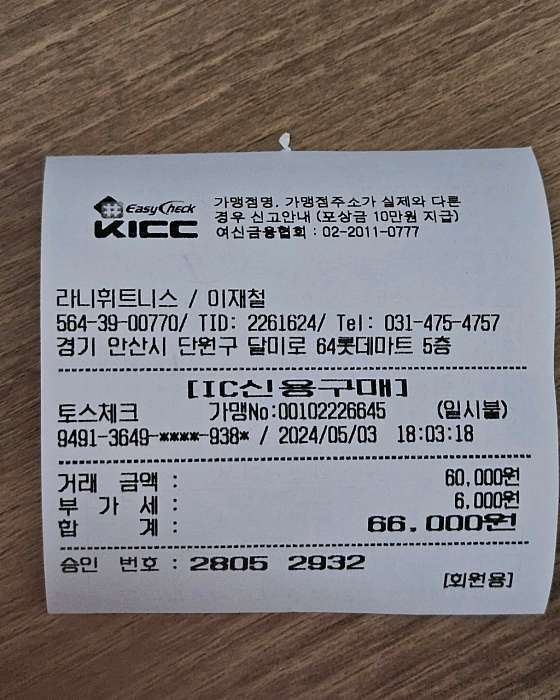 EasyCheck
KICC
가맹점명, 가맹점주소가 실제와 다른
경우 신고안내 (포상금 10만원 지급)
여신금융협회 : 02-2011-0777
라니휘트니스 / 이재철
564-39-00770/ TID: 2261624/ Tel: 031-475-4757
경기 안산시 단원구 달미로 64롯데마트 5층
[IC신용구매]
토스체크 가맹No:00102226645 (일시불)
9491-3649-****-938* / 2024/05/03 18:03:18
거래 금액 : 60,000원
부 가 세 : 6,000원
합 계 : 66,000원
승인 번호 : 2805 2932
[회원용]